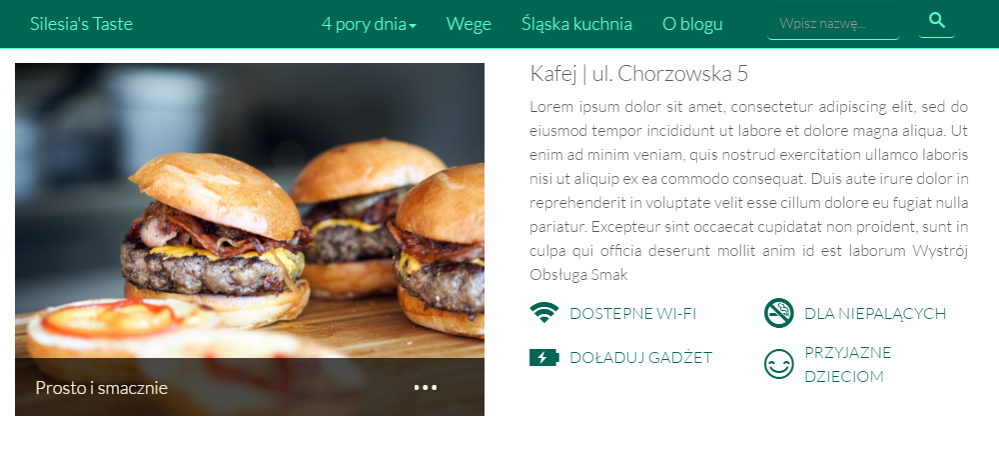 Silesia's Taste
4 pory dnia
Wege
Śląska kuchnia
O blogu
Wpisz nazwę...
Kafej | ul. Chorzowska 5
Lorem ipsum dolor sit amet, consectetur adipiscing elit, sed do
eiusmod tempor incididunt ut labore et dolore magna aliqua. Ut
enim ad minim veniam, quis nostrud exercitation ullamco laboris
nisi ut aliquip ex ea commodo consequat. Duis aute irure dolor in
reprehenderit in voluptate velit esse cillum dolore eu fugiat nulla
pariatur. Excepteur sint occaecat cupidatat non proident, sunt in
culpa qui officia deserunt mollit anim id est laborum Wystrój
Obsługa Smak
DOSTEPNE WI-FI
DLA NIEPALĄCYCH
DOŁADUJ GADŻET
PRZYJAZNE
DZIECIOM
Prosto i smacznie